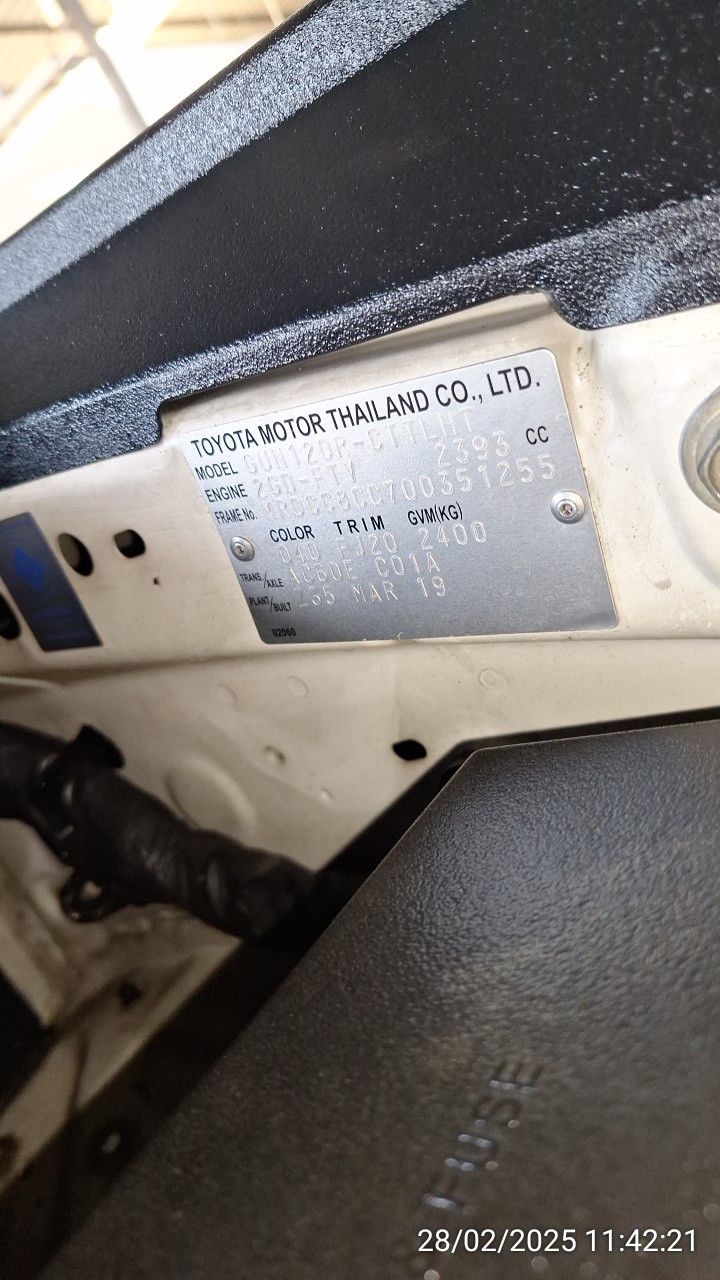 TOYOTA MOTOR THAILAND CO., LTD.
MODEL GUN120R-CTTLHT
ENGINE 2GD-FTV 2393 CC
FRAME No. MR0CC8CC700351255
COLOR TRIM GVM(KG)
040 FJ20 2400
TRANS./AXLE AC60E C01A
PLANT/BUILT Z65 MAR 19
02060
FUSE
28/02/2025 11:42:21